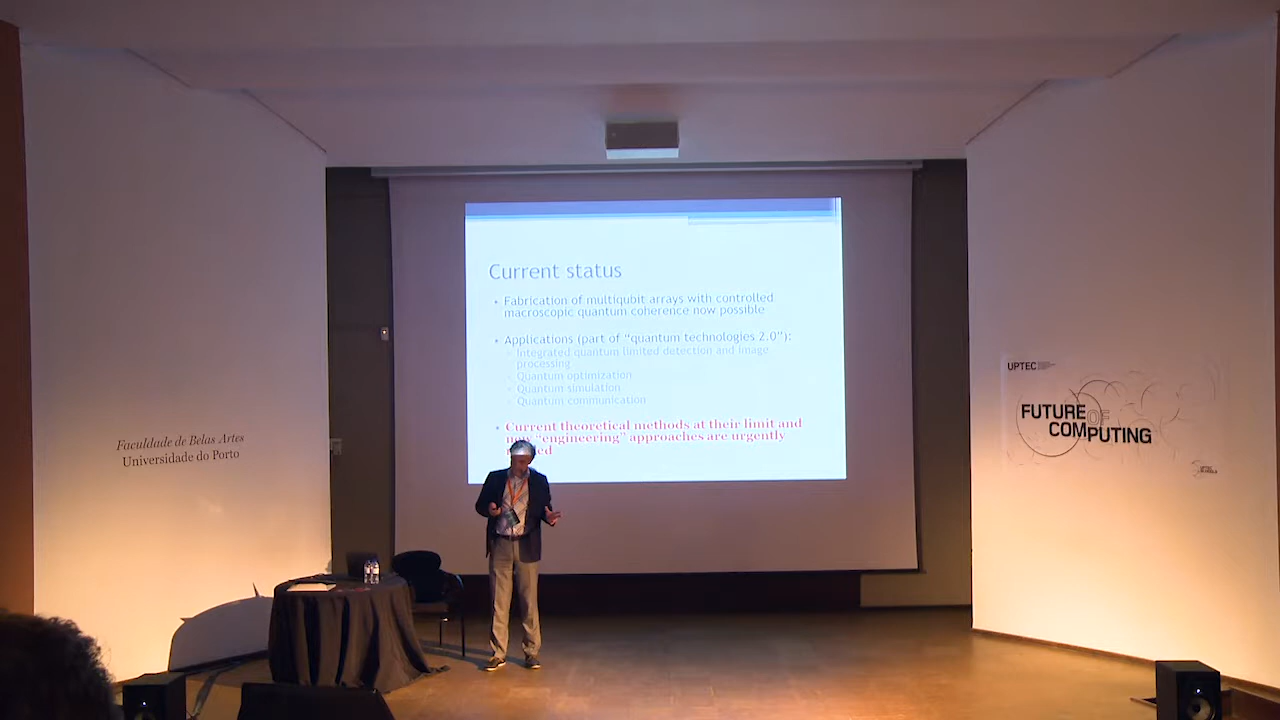 Current status
Fabrication of multiqubit arrays with controlled
macroscopic quantum coherence now possible
Applications (part of “quantum technologies 2.0”):
Integrated quantum limited detection and image
processing
Quantum optimization
Quantum simulation
Quantum communication
Current theoretical methods at their limit and
“engineering” approaches are urgently
Faculdade de Belas Artes
Universidade do Porto
UPTEC
FUTURE OF
COMPUTING